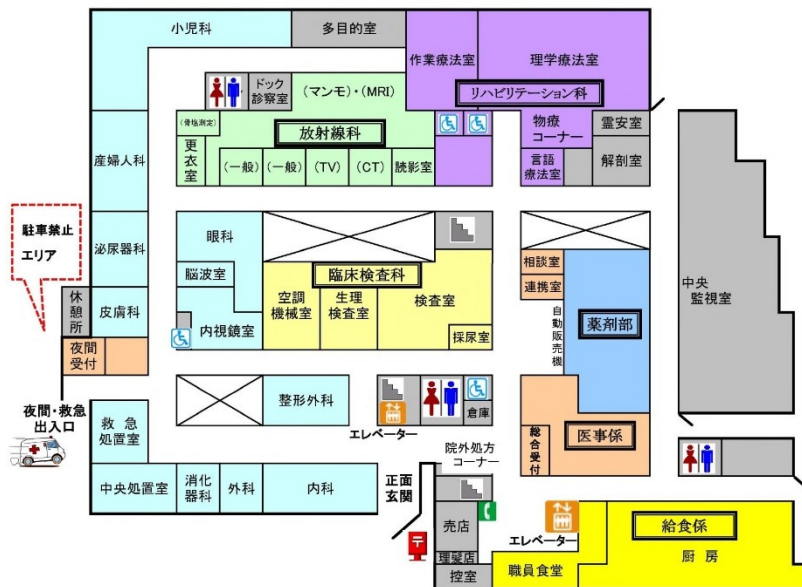 小児科
多目的室
作業療法室
理学療法室
ドック
診察室
(マンモ)・(MRI)
リハビリテーション科
(骨塩測定)
放射線科
物療
コーナー
霊安室
産婦人科
更衣室
(一般)
(一般)
(TV)
(CT)
読影室
言語
療法室
解剖室
駐車禁止
エリア
泌尿器科
眼科
脳波室
臨床検査科
相談室
連携室
中央
監視室
休憩所
皮膚科
内視鏡室
空調
機械室
生理
検査室
検査室
採尿室
自動販売機
薬剤部
夜間
受付
夜間・救急
出入口
救急
処置室
整形外科
倉庫
エレベーター
院外処方
コーナー
総合受付
医事係
中央処置室
消化
器科
外科
内科
正面
玄関
売店
理髪店
控室
エレベーター
職員食堂
給食係
厨房